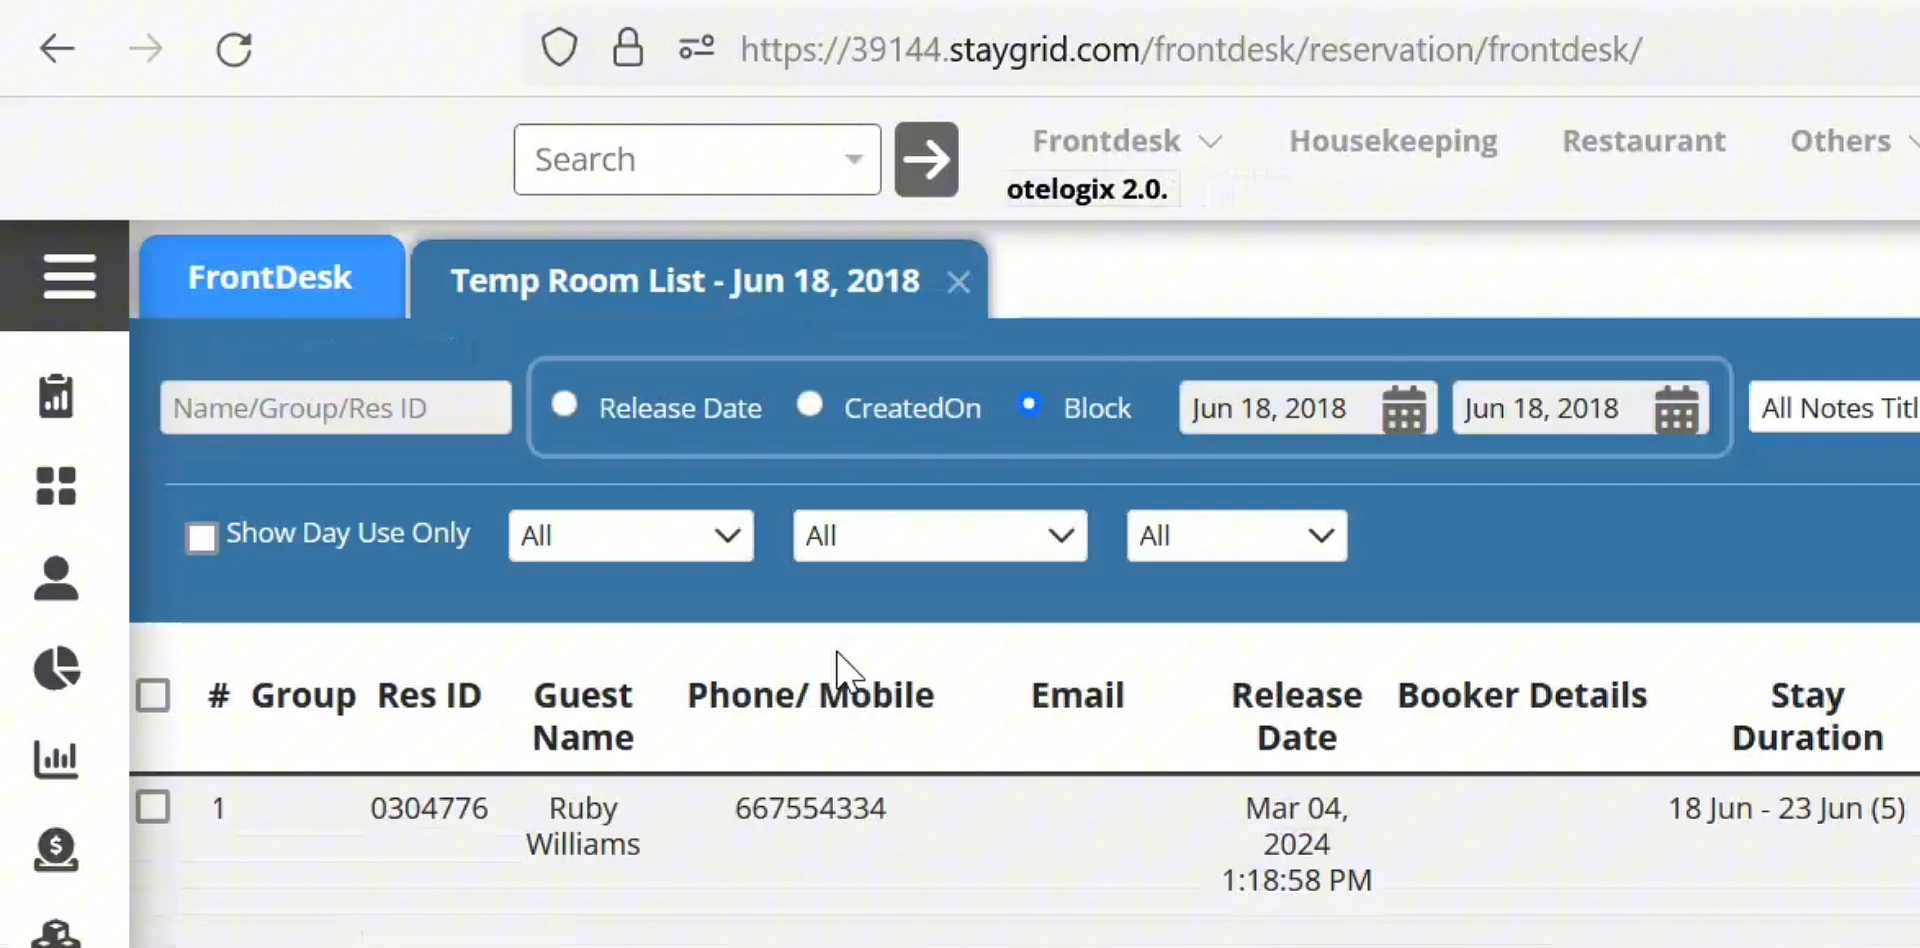 https://39144.staygrid.com/frontdesk/reservation/frontdesk/
Search
Frontdesk Housekeeping Restaurant Others
otelogix 2.0.
FrontDesk Temp Room List - Jun 18, 2018
Name/Group/Res ID Release Date CreatedOn Block Jun 18, 2018 Jun 18, 2018 All Notes Titl
Show Day Use Only All All All
# Group Res ID Guest Name Phone/ Mobile Email Release Date Booker Details Stay Duration
1 0304776 Ruby Williams 667554334 Mar 04, 2024 1:18:58 PM 18 Jun - 23 Jun (5)